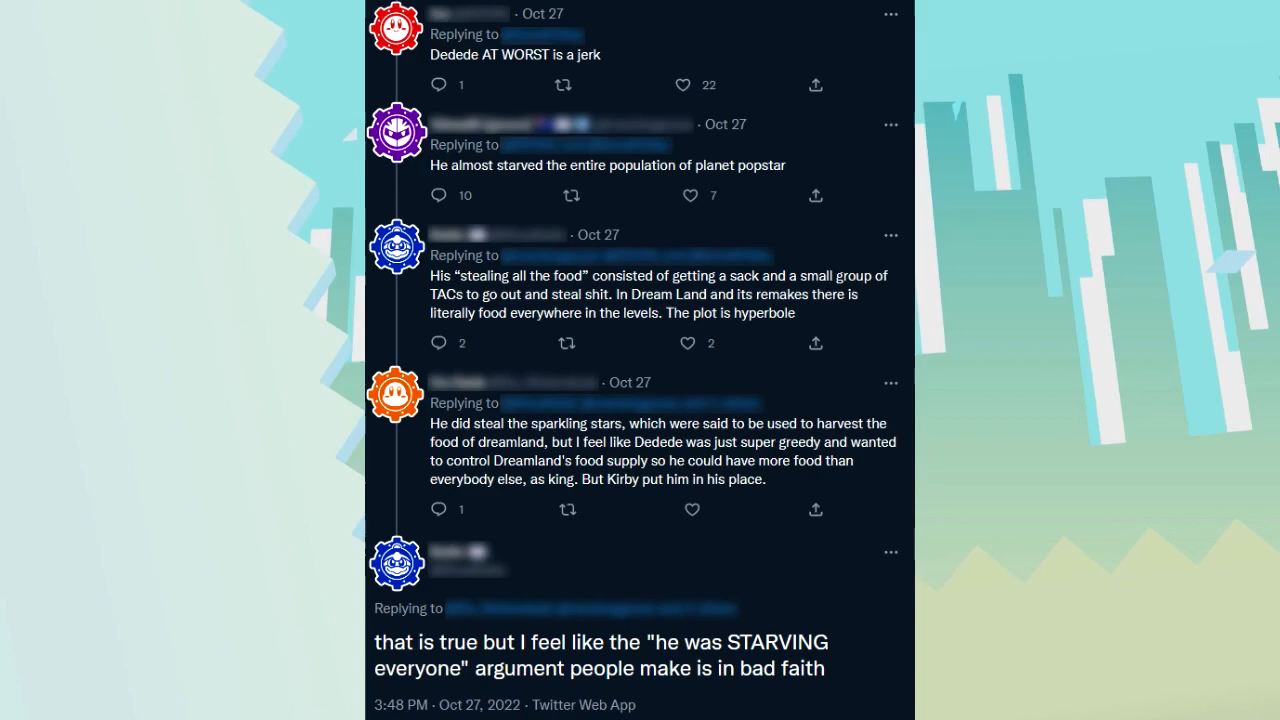 · Oct 27
Replying to
Dedede AT WORST is a jerk
1
22
· Oct 27
Replying to
He almost starved the entire population of planet popstar
10
7
· Oct 27
Replying to
His “stealing all the food” consisted of getting a sack and a small group of
TACs to go out and steal shit. In Dream Land and its remakes there is
literally food everywhere in the levels. The plot is hyperbole
2
2
· Oct 27
Replying to
He did steal the sparkling stars, which were said to be used to harvest the
food of dreamland, but I feel like Dedede was just super greedy and wanted
to control Dreamland's food supply so he could have more food than
everybody else, as king. But Kirby put him in his place.
1
Replying to
that is true but I feel like the "he was STARVING
everyone" argument people make is in bad faith
3:48 PM · Oct 27, 2022 · Twitter Web App